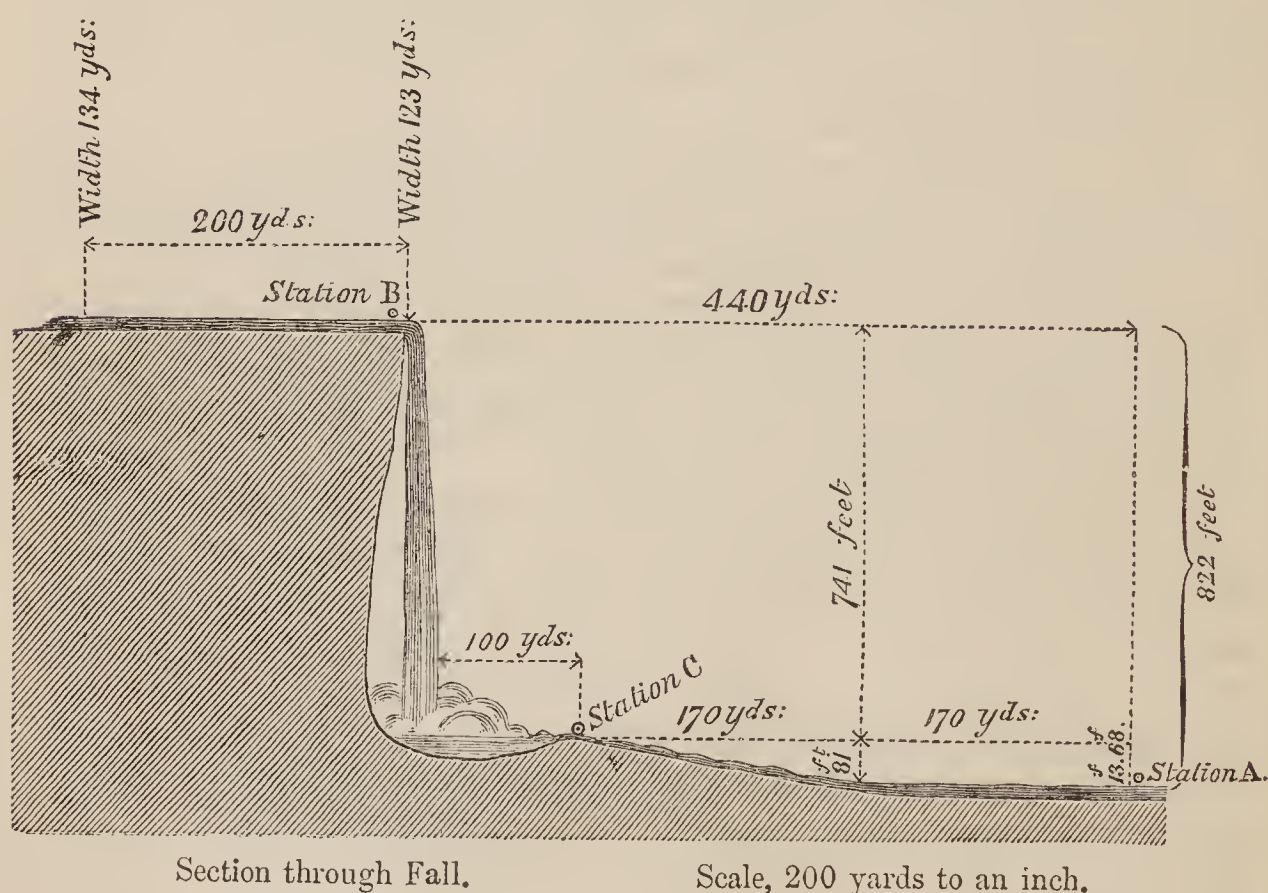 Width 134 yds:
Width 123 yds:
200 yds:
Station B
440 yds:
741 feet
822 feet
100 yds:
Station C
170 yds:
170 yds:
81 ft
13.68.
Station A.
Section through Fall.
Scale, 200 yards to an inch.